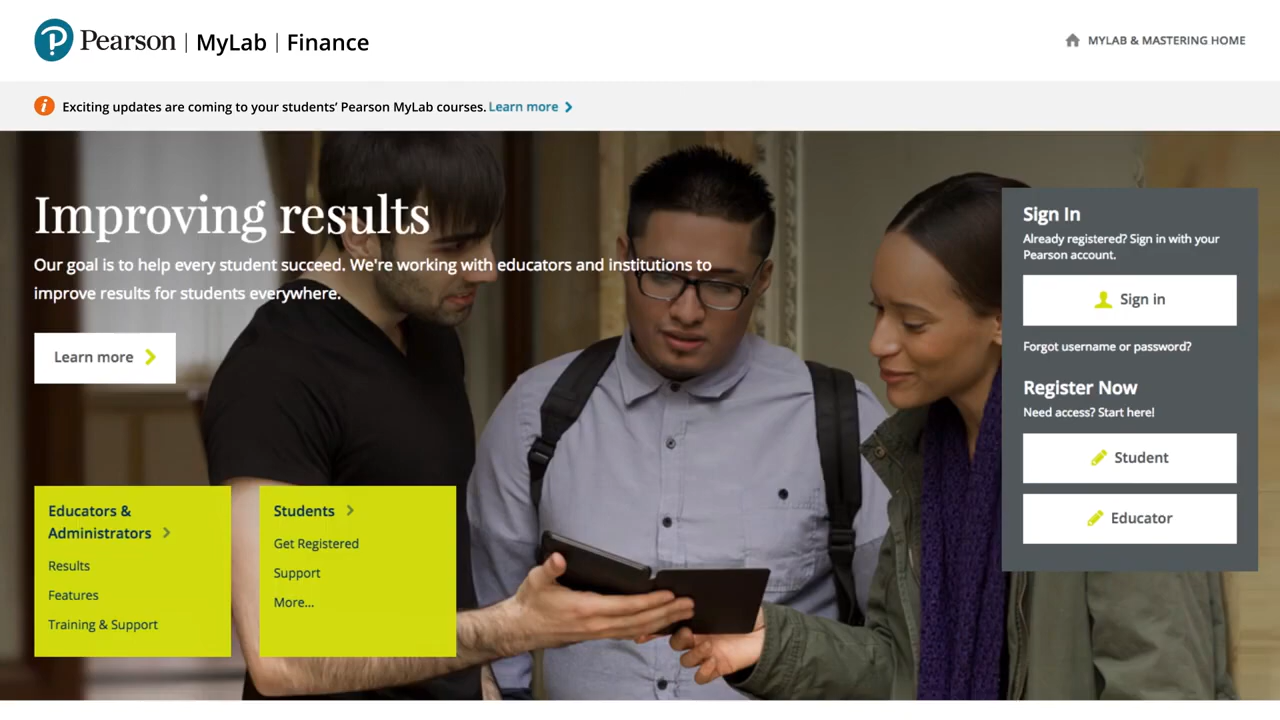 Pearson | MyLab | Finance
MYLAB & MASTERING HOME
Exciting updates are coming to your students' Pearson MyLab courses. Learn more
Improving results
Our goal is to help every student succeed. We're working with educators and institutions to
improve results for students everywhere.
Learn more
Educators &
Administrators
Results
Features
Training & Support
Students
Get Registered
Support
More...
Sign In
Already registered? Sign in with your
Pearson account.
Sign in
Forgot username or password?
Register Now
Need access? Start here!
Student
Educator